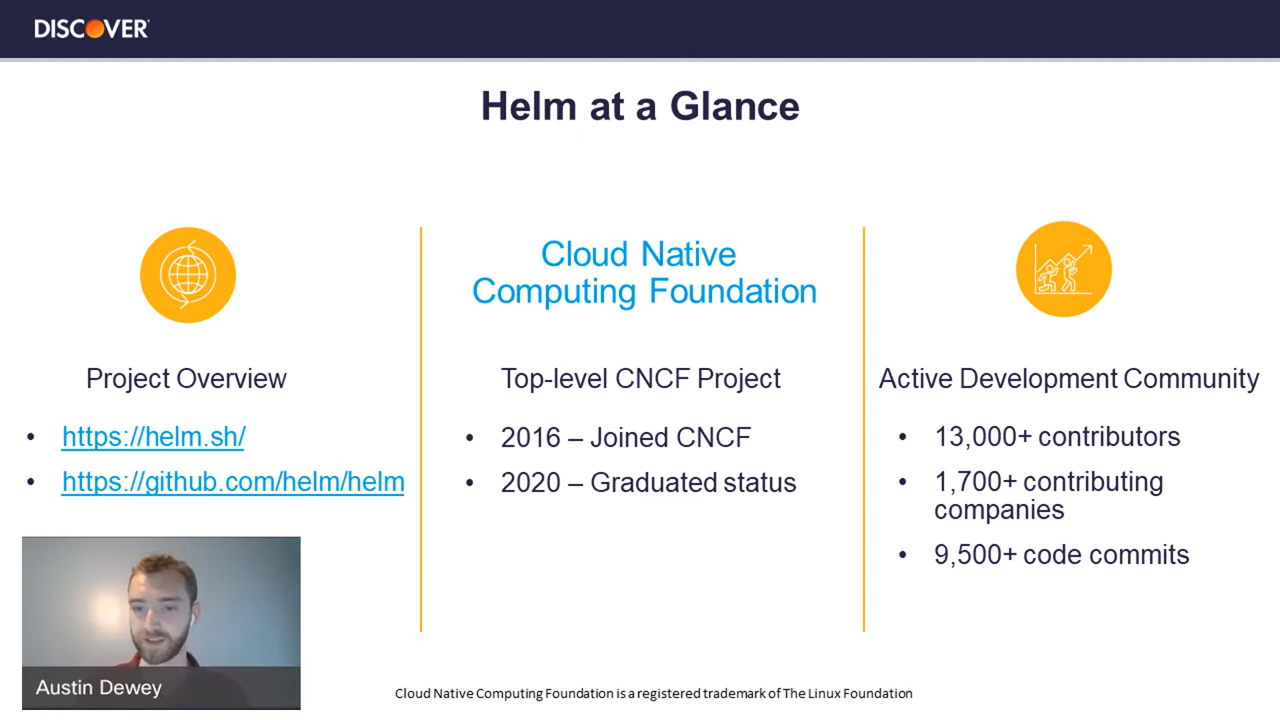 DISCOVER
Helm at a Glance
Project Overview
• https://helm.sh/
• https://github.com/helm/helm
Cloud Native
Computing Foundation
Top-level CNCF Project
• 2016 – Joined CNCF
• 2020 – Graduated status
Active Development Community
• 13,000+ contributors
• 1,700+ contributing
companies
• 9,500+ code commits
Austin Dewey
Cloud Native Computing Foundation is a registered trademark of The Linux Foundation